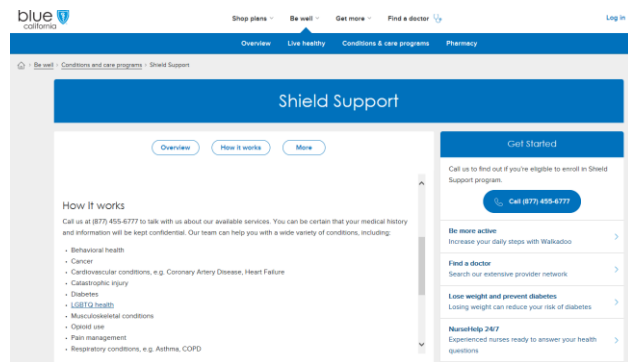 blue
california
Shop plans
Be well
Get more
Find a doctor
Log in
Overview
Live healthy
Conditions & care programs
Pharmacy
Be well
Conditions and care programs
Shield Support
Shield Support
Overview
How it works
More
How It works
Call us at (877) 455-6777 to talk with us about our available services. You can be certain that your medical history
and information will be kept confidential. Our team can help you with a wide variety of conditions, including:
• Behavioral health
• Cancer
• Cardiovascular conditions, e.g. Coronary Artery Disease, Heart Failure
• Catastrophic injury
• Diabetes
• LGBTQ health
• Musculoskeletal conditions
• Opioid use
• Pain management
• Respiratory conditions, e.g. Asthma, COPD
Get Started
Call us to find out if you're eligible to enroll in Shield
Support program.
Call (877) 455-6777
Be more active
Increase your daily steps with Walkadoo
Find a doctor
Search our extensive provider network
Lose weight and prevent diabetes
Losing weight can reduce your risk of diabetes
NurseHelp 24/7
Experienced nurses ready to answer your health
questions